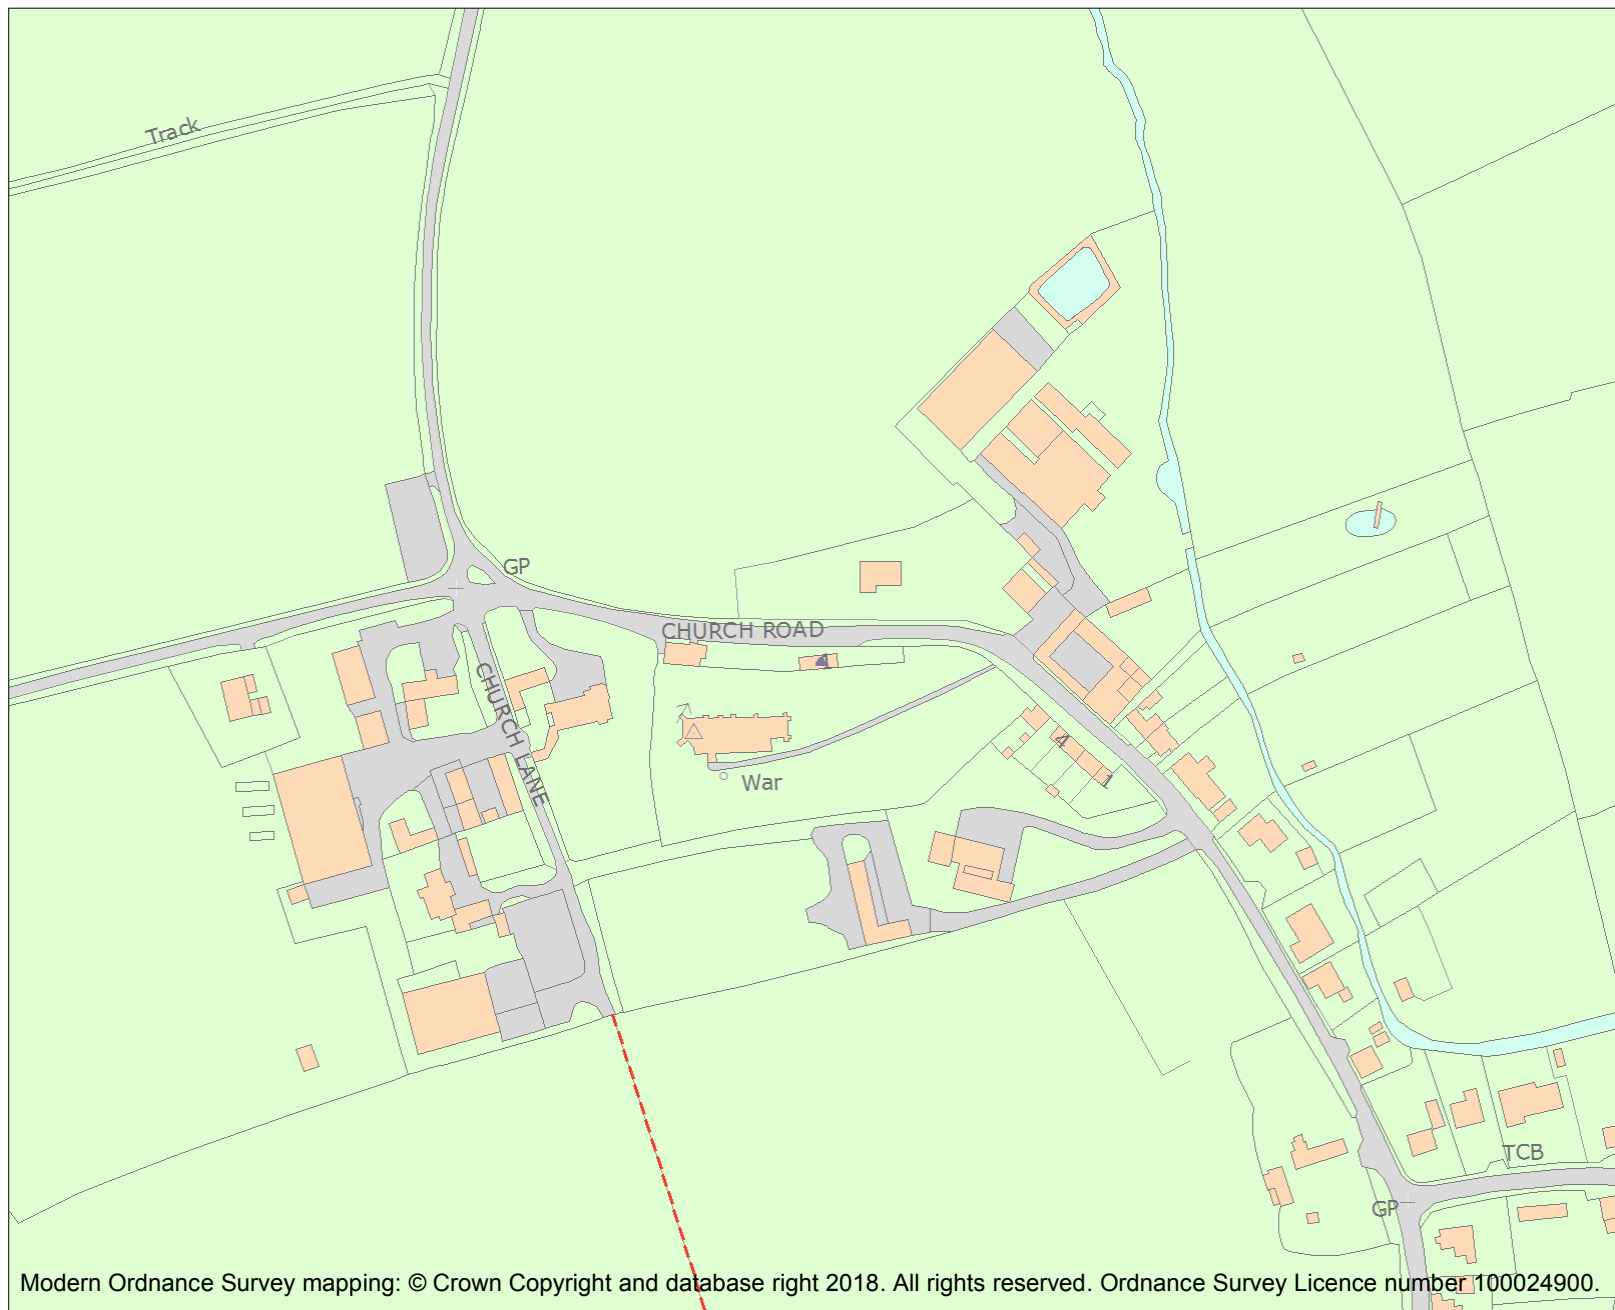 Track
GP
CHURCH ROAD
1
CHURCH LANE
4
War
1
TCB
GP
Modern Ordnance Survey mapping: © Crown Copyright and database right 2018. All rights reserved. Ordnance Survey Licence number 100024900.